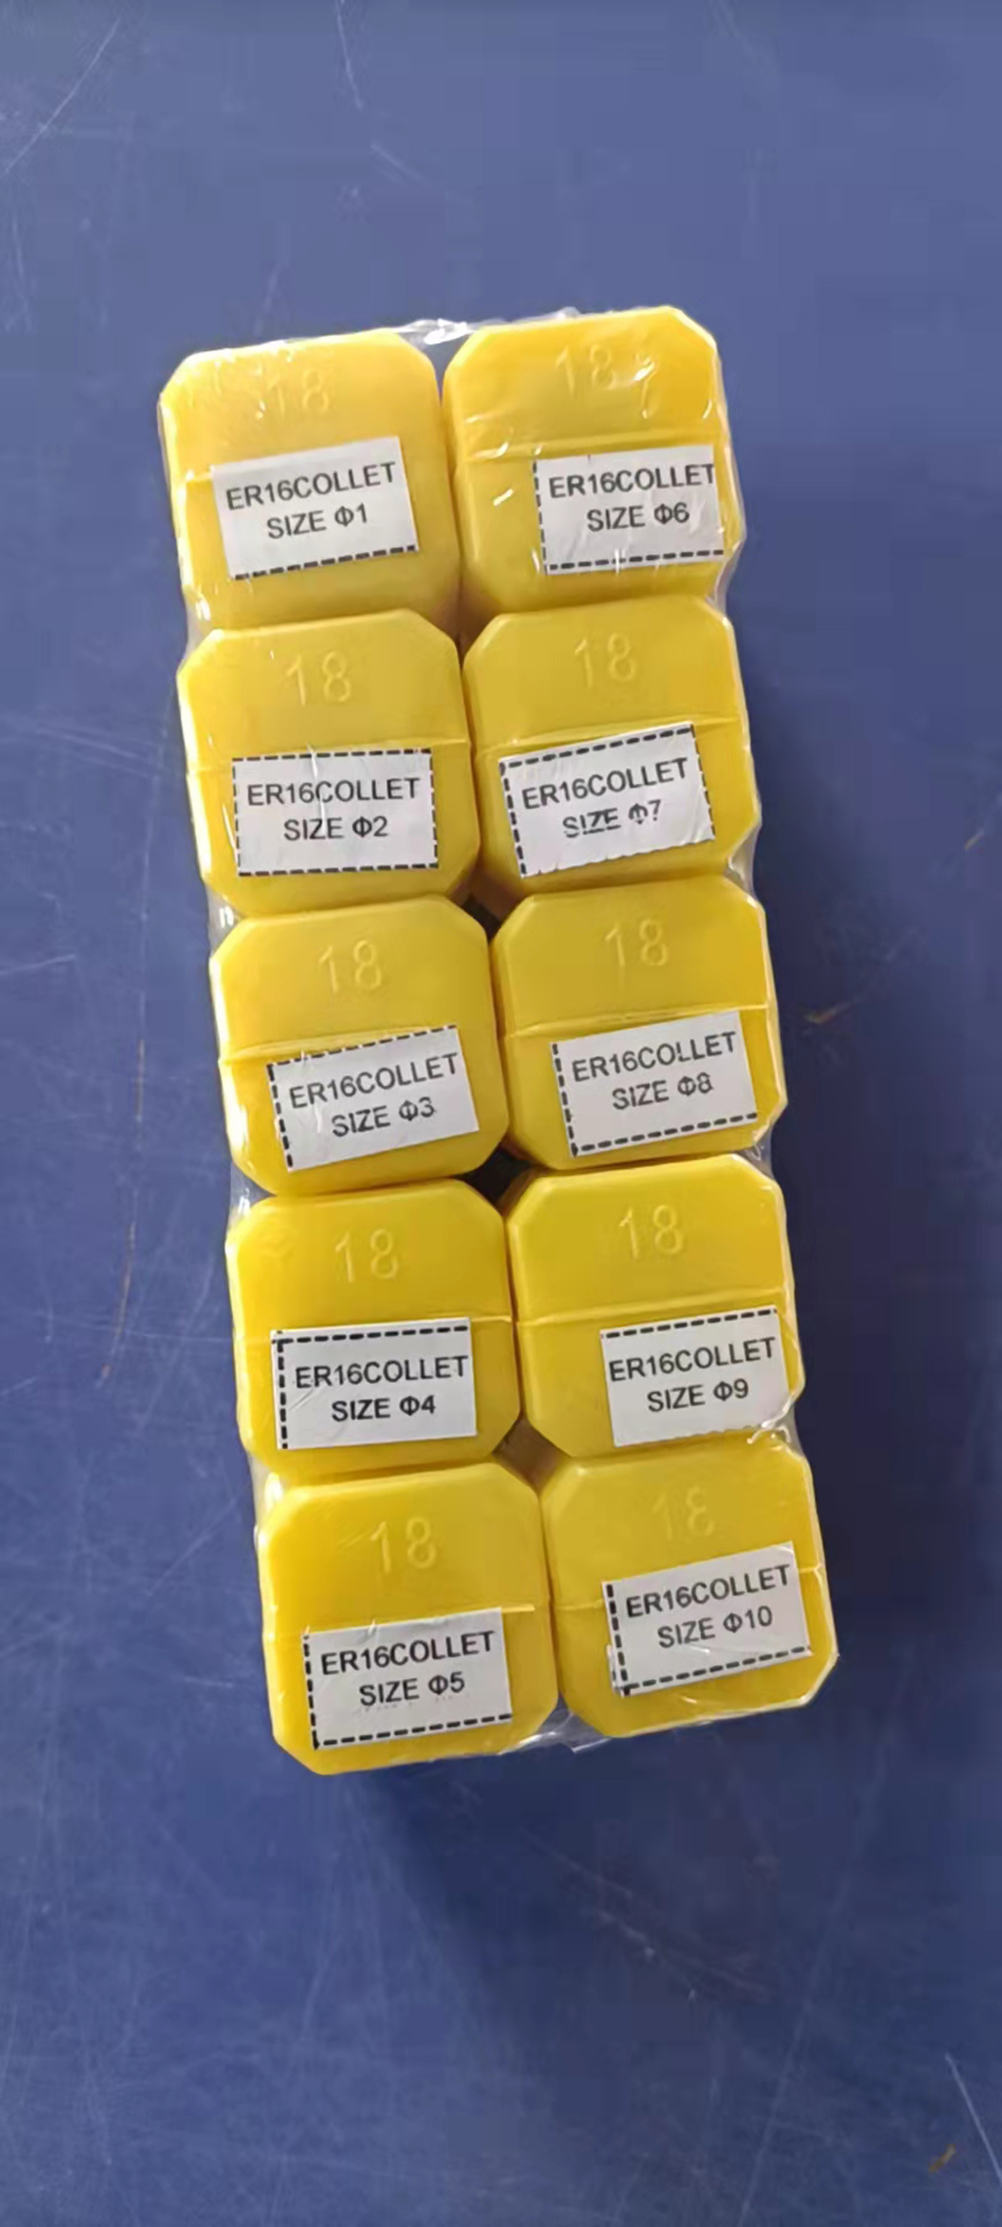 18
ER16COLLET
SIZE Φ1
18
ER16COLLET
SIZE Φ6
18
ER16COLLET
SIZE Φ2
18
ER16COLLET
SIZE Φ7
18
ER16COLLET
SIZE Φ3
18
ER16COLLET
SIZE Φ8
18
ER16COLLET
SIZE Φ4
18
ER16COLLET
SIZE Φ9
18
ER16COLLET
SIZE Φ5
18
ER16COLLET
SIZE Φ10